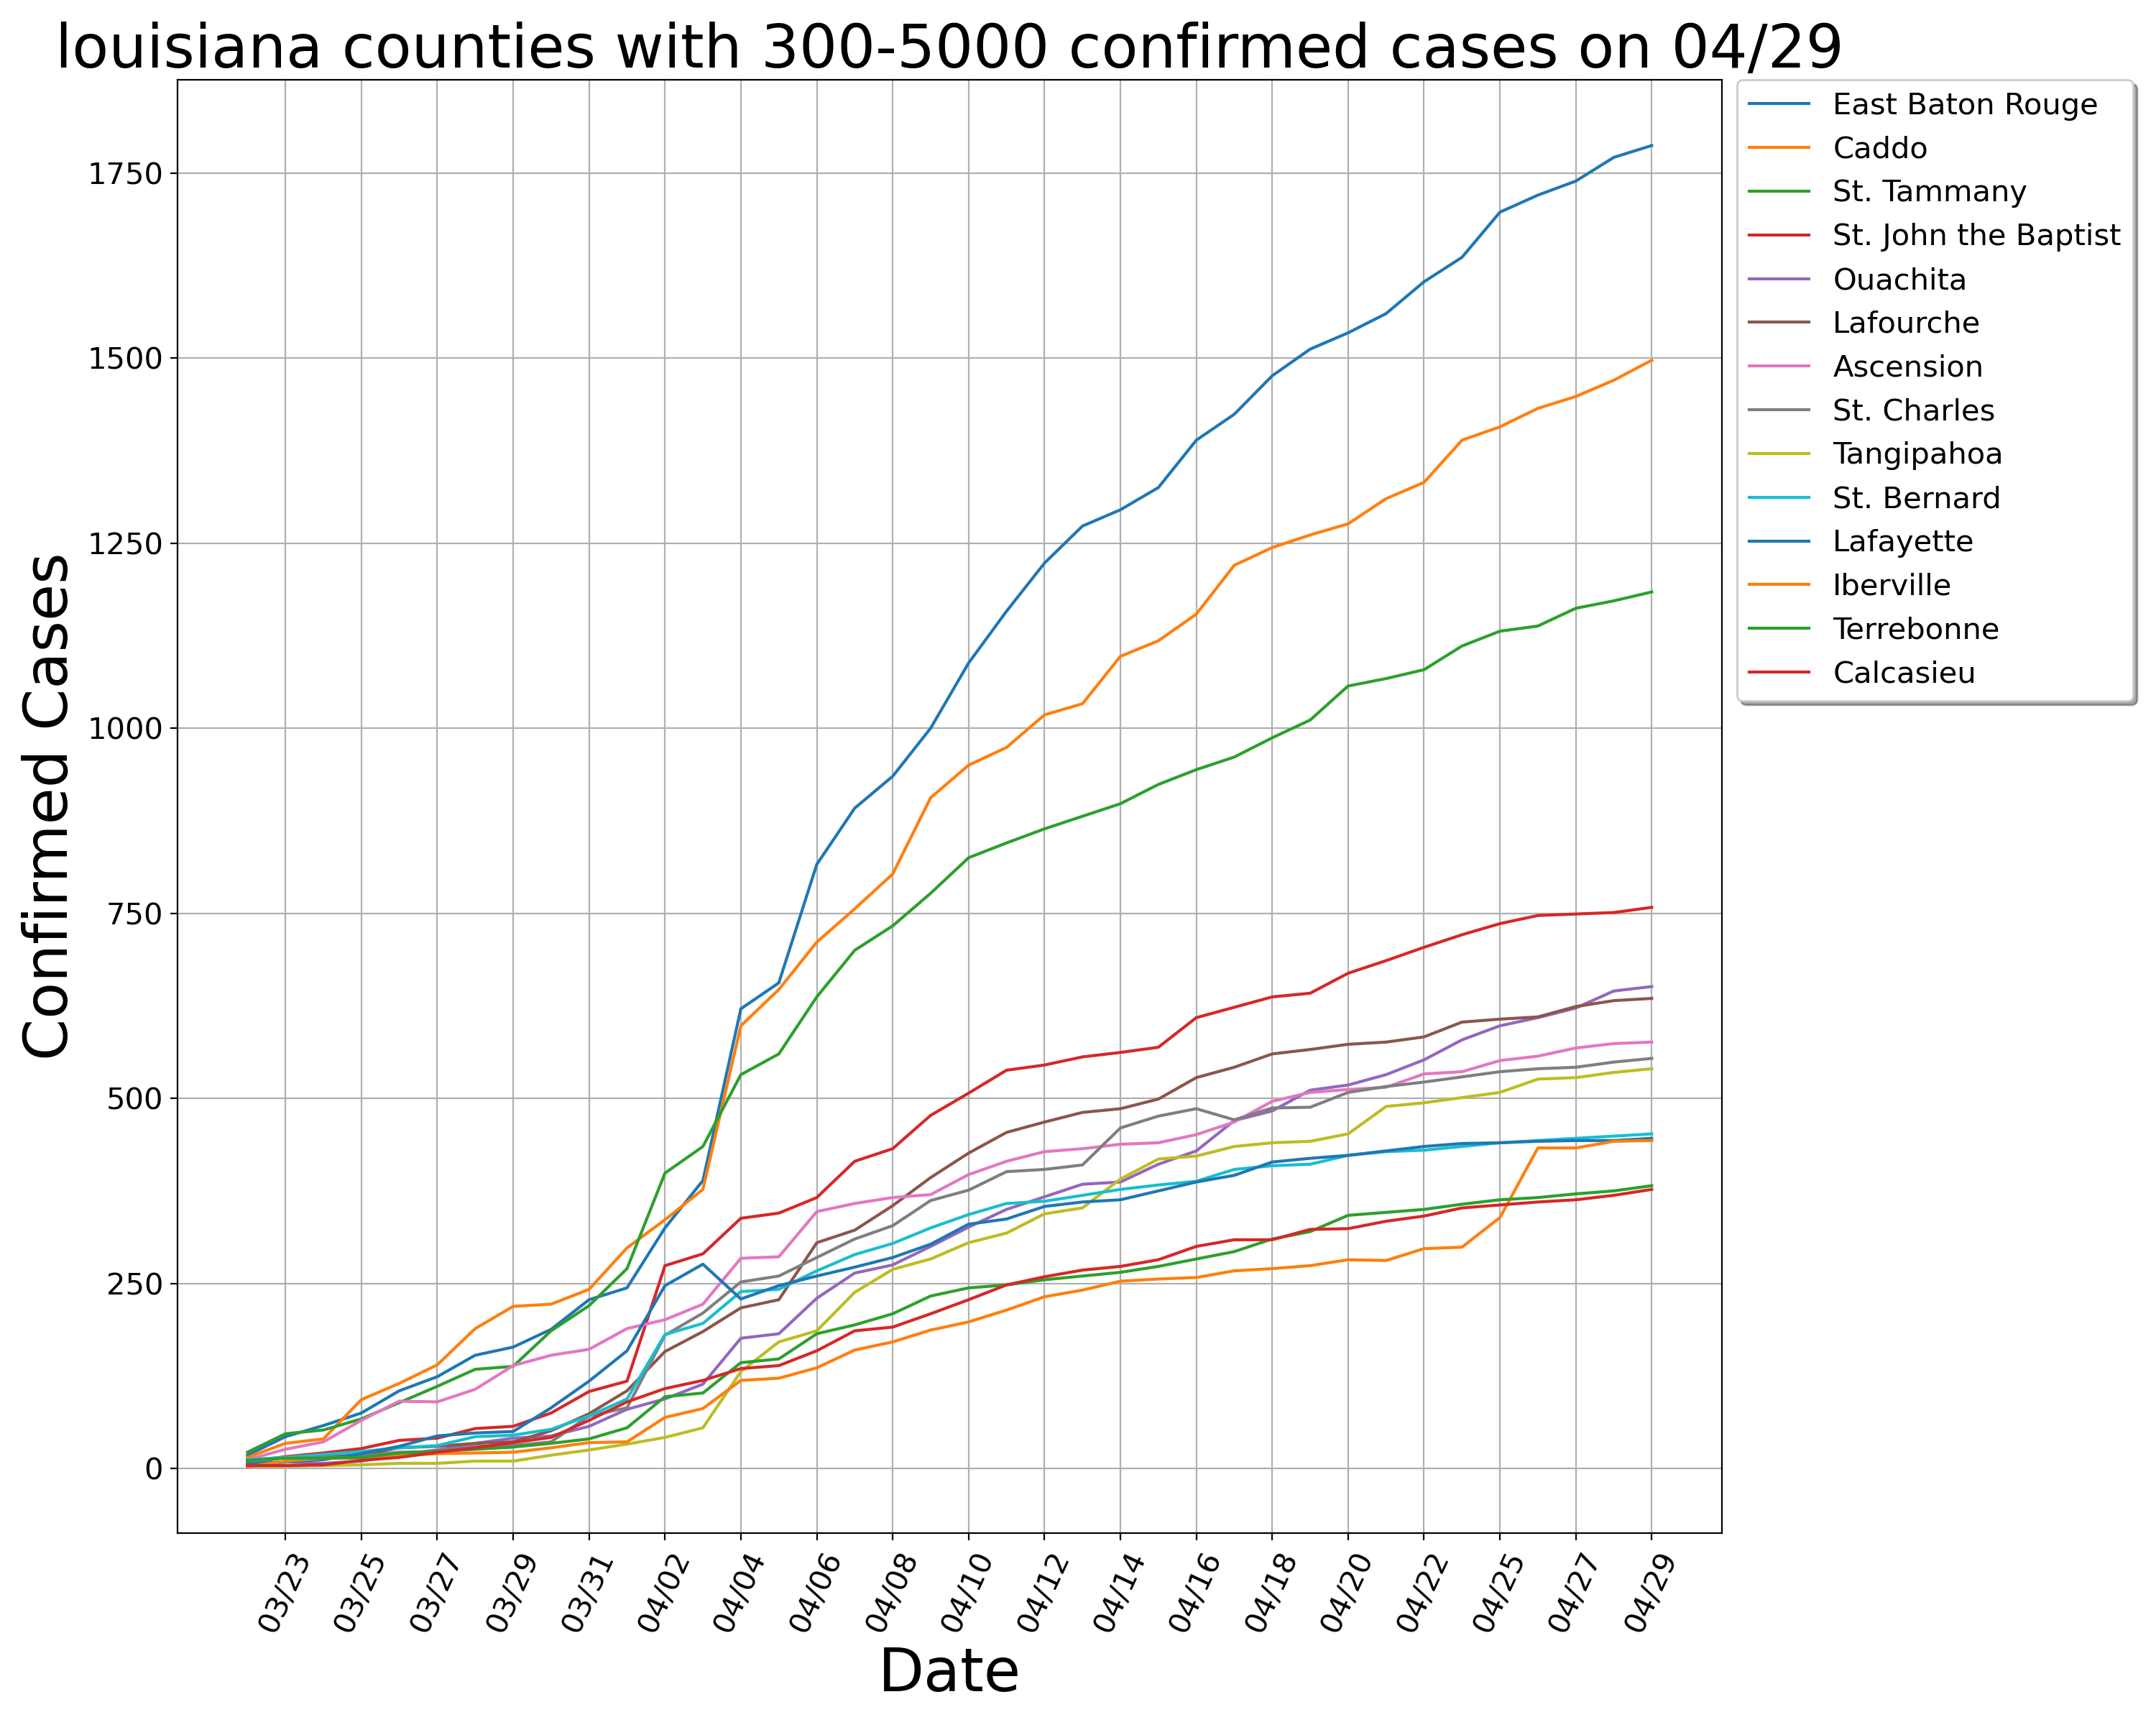 louisiana counties with 300-5000 confirmed cases on 04/29
Confirmed Cases
1750
1500
1250
1000
750
500
250
0
03/23
03/25
03/27
03/29
03/31
04/02
04/04
04/06
04/08
04/10
04/12
04/14
04/16
04/18
04/20
04/22
04/25
04/27
04/29
Date
East Baton Rouge
Caddo
St. Tammany
St. John the Baptist
Ouachita
Lafourche
Ascension
St. Charles
Tangipahoa
St. Bernard
Lafayette
Iberville
Terrebonne
Calcasieu